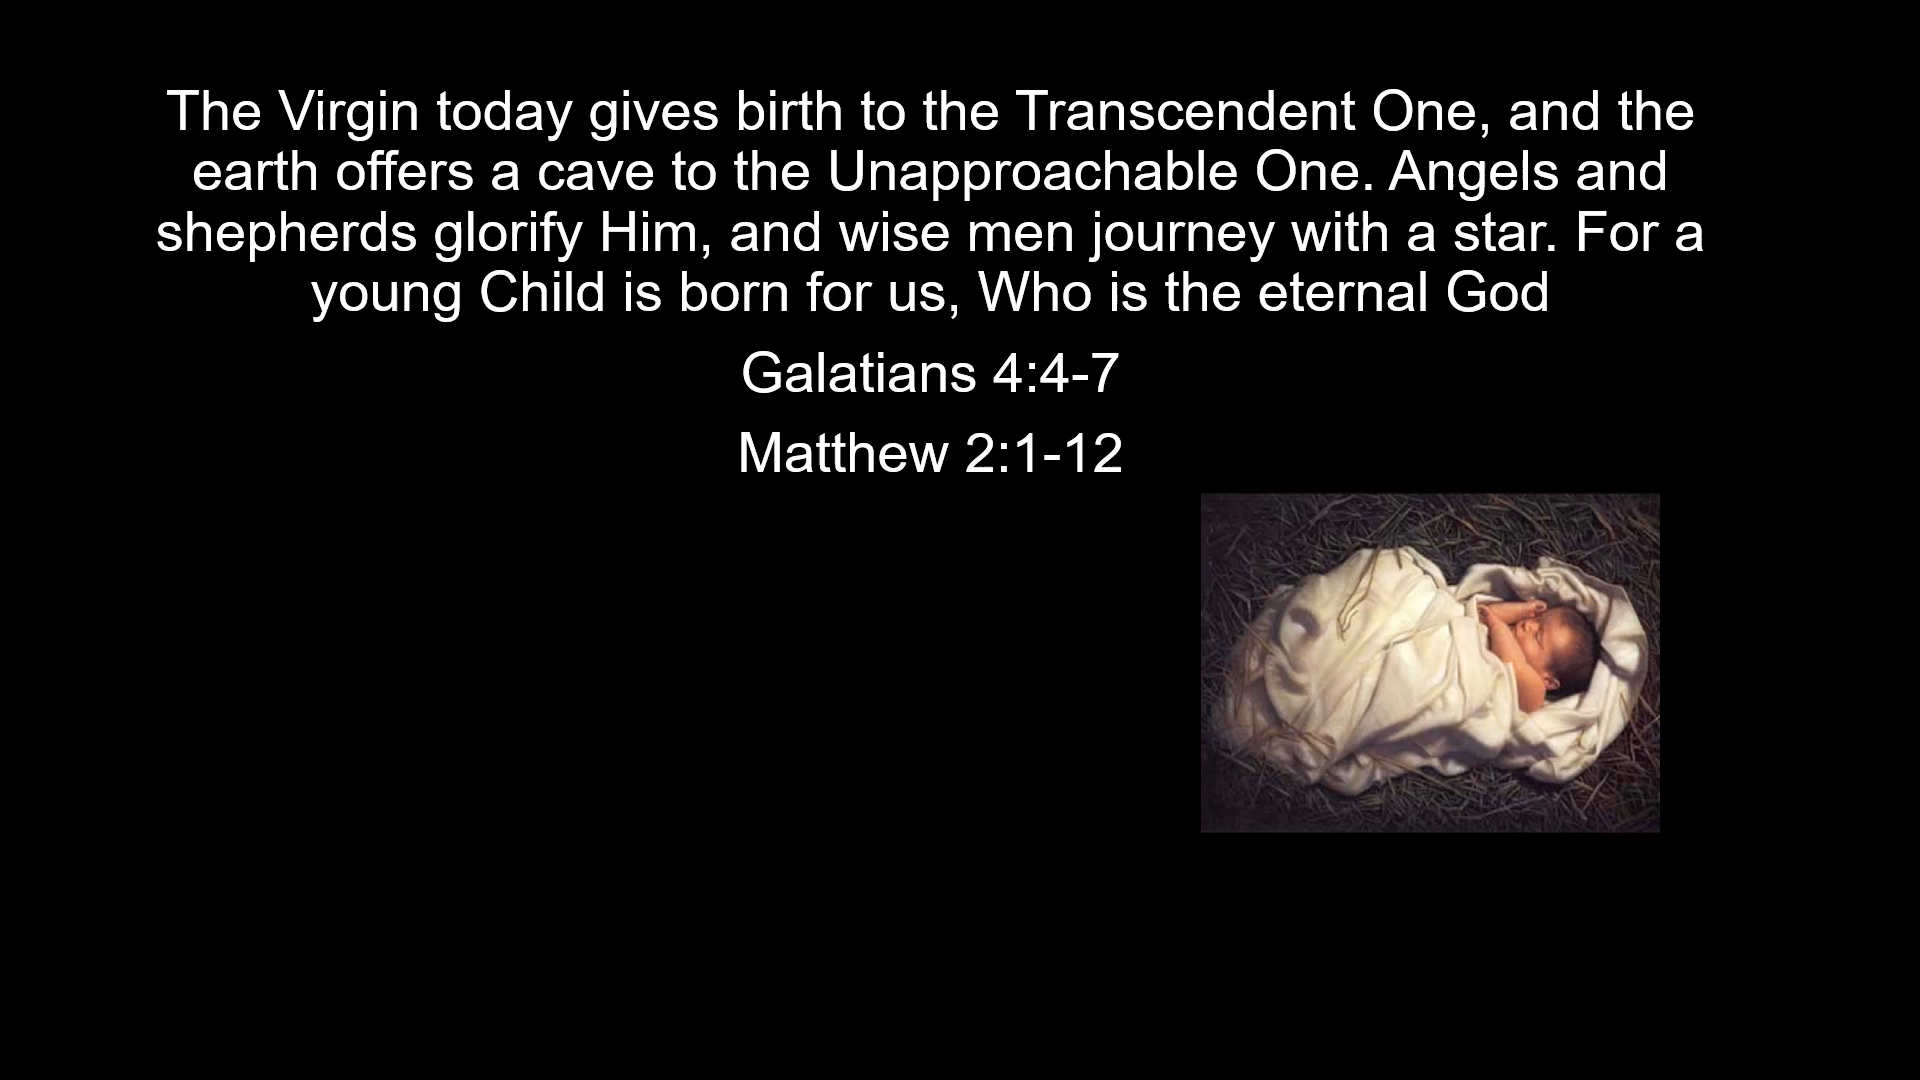 The Virgin today gives birth to the Transcendent One, and the
earth offers a cave to the Unapproachable One. Angels and
shepherds glorify Him, and wise men journey with a star. For a
young Child is born for us, Who is the eternal God
Galatians 4:4-7
Matthew 2:1-12